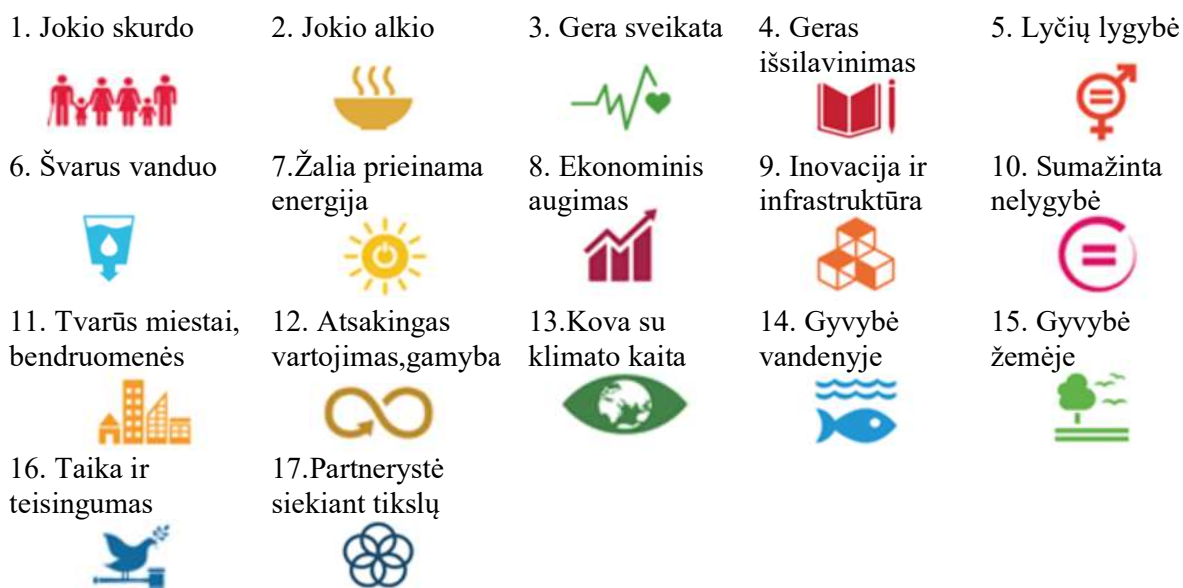 1. Jokio skurdo
2. Jokio alkio
3. Gera sveikata
4. Geras
išsilavinimas
5. Lyčių lygybė
6. Švarus vanduo
7.Žalia prieinama
energija
8. Ekonominis
augimas
9. Inovacija ir
infrastruktūra
10. Sumažinta
nelygybė
11. Tvarūs miestai,
bendruomenės
12. Atsakingas
vartojimas,gamyba
13.Kova su
klimato kaita
14. Gyvybė
vandenyje
15. Gyvybė
žemėje
16. Taika ir
teisingumas
17.Partnerystė
siekiant tikslų